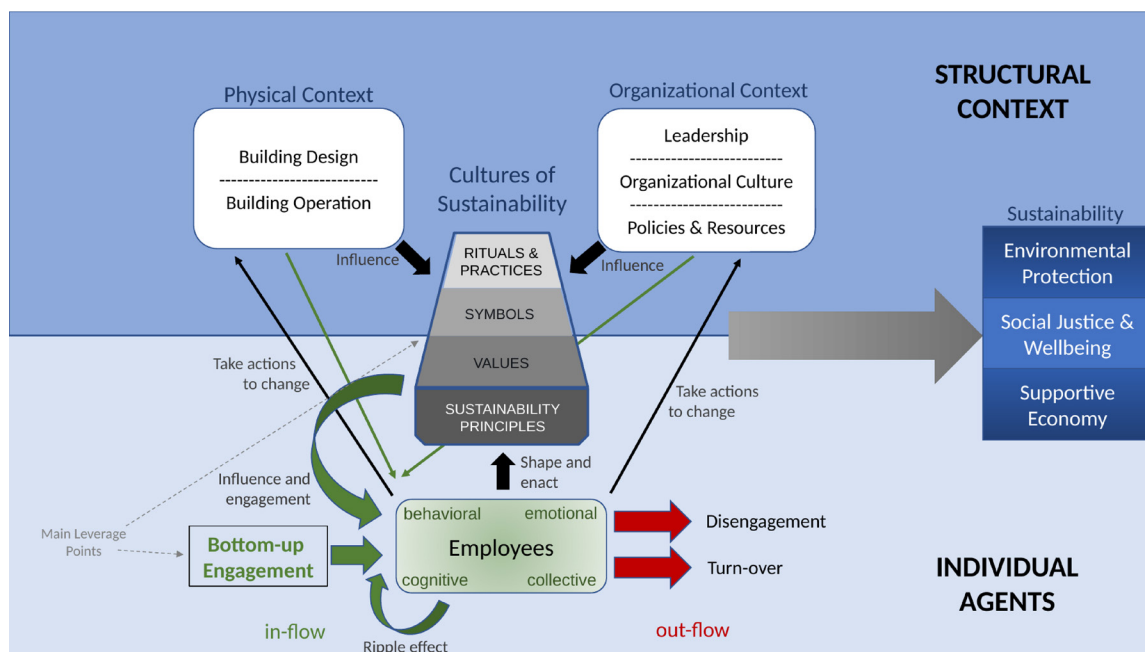 STRUCTURAL
CONTEXT
Physical Context
Building Design
Building Operation
Organizational Context
Leadership
Organizational Culture
Policies & Resources
Cultures of
Sustainability
Influence
Influence
RITUALS &
PRACTICES
SYMBOLS
VALUES
SUSTAINABILITY
PRINCIPLES
Sustainability
Environmental
Protection
Social Justice &
Wellbeing
Supportive
Economy
Take actions
to change
Take actions
to change
Influence and
engagement
Shape and
enact
Main Leverage
Points
Bottom-up
Engagement
behavioral
emotional
Employees
cognitive
collective
Disengagement
Turn-over
in-flow
Ripple effect
out-flow
INDIVIDUAL
AGENTS